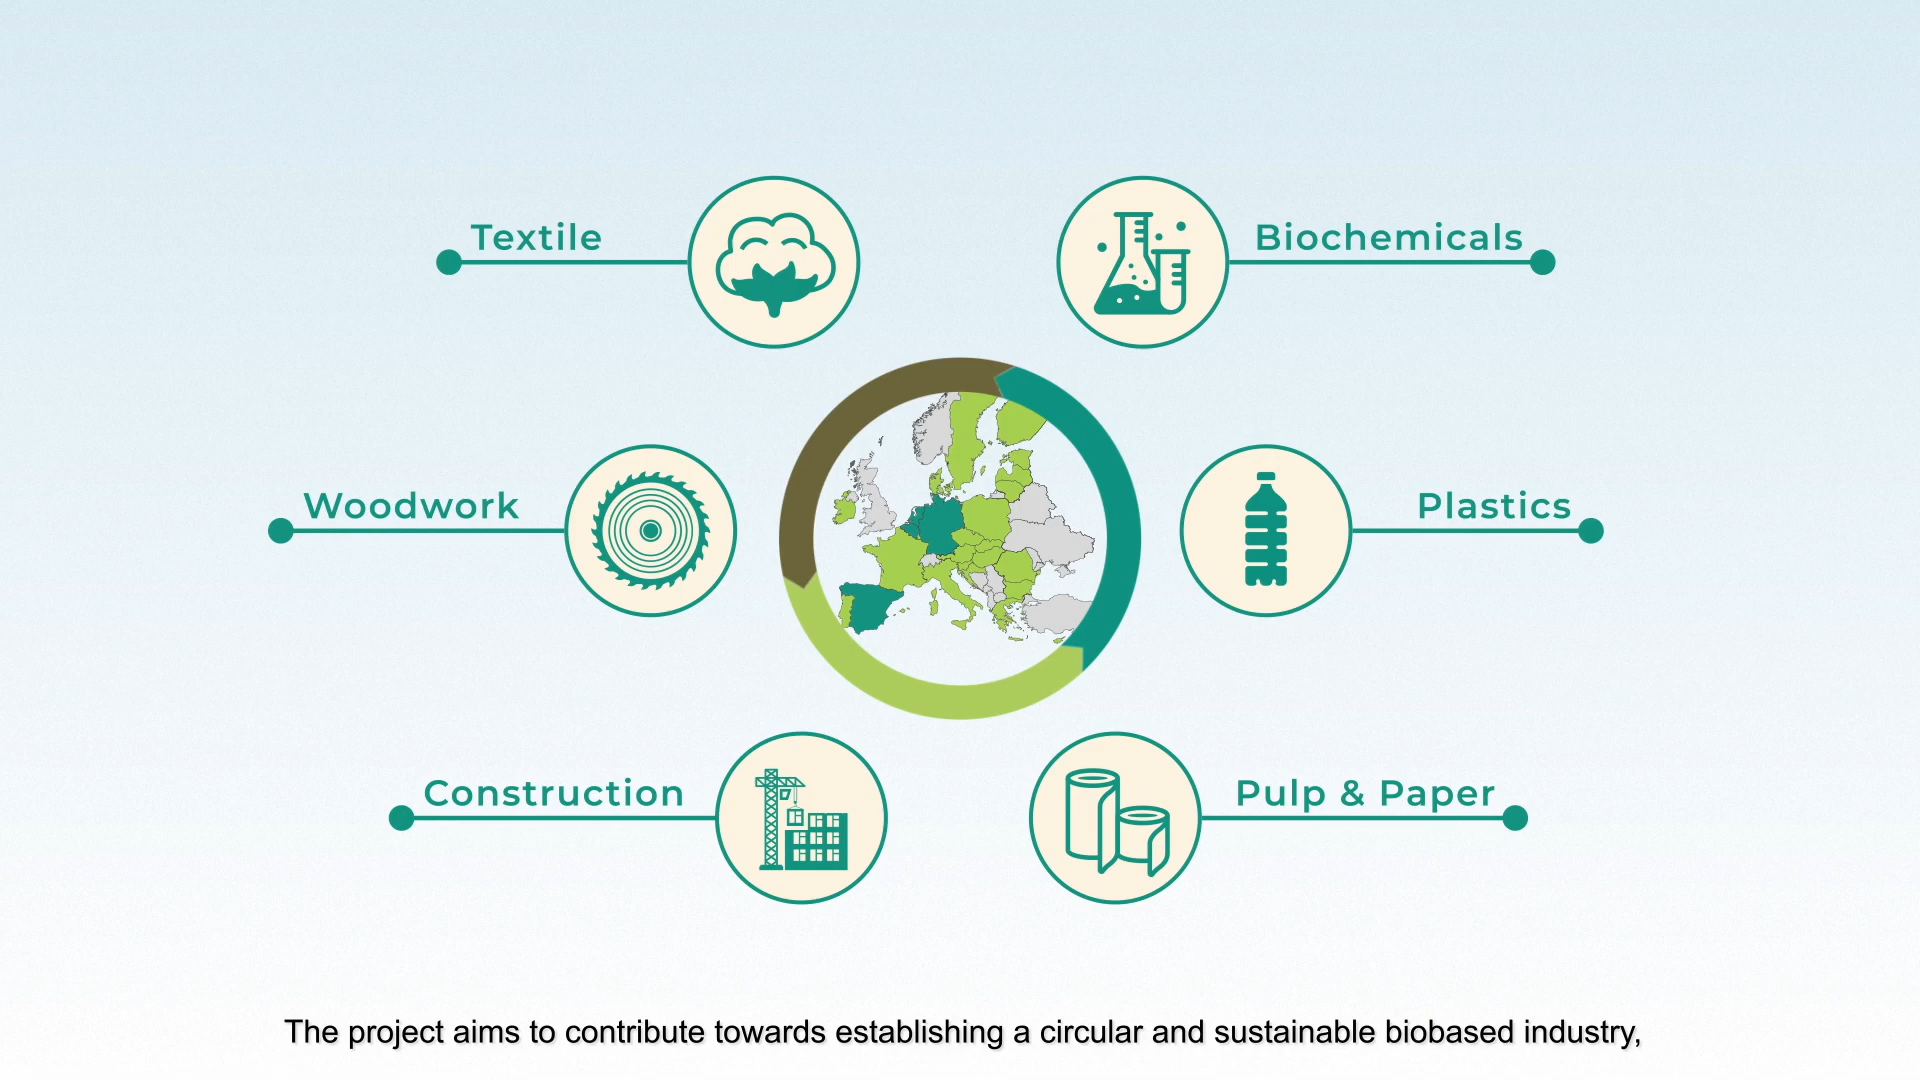 Textile
Biochemicals
Woodwork
Plastics
Construction
Pulp & Paper
The project aims to contribute towards establishing a circular and sustainable biobased industry,